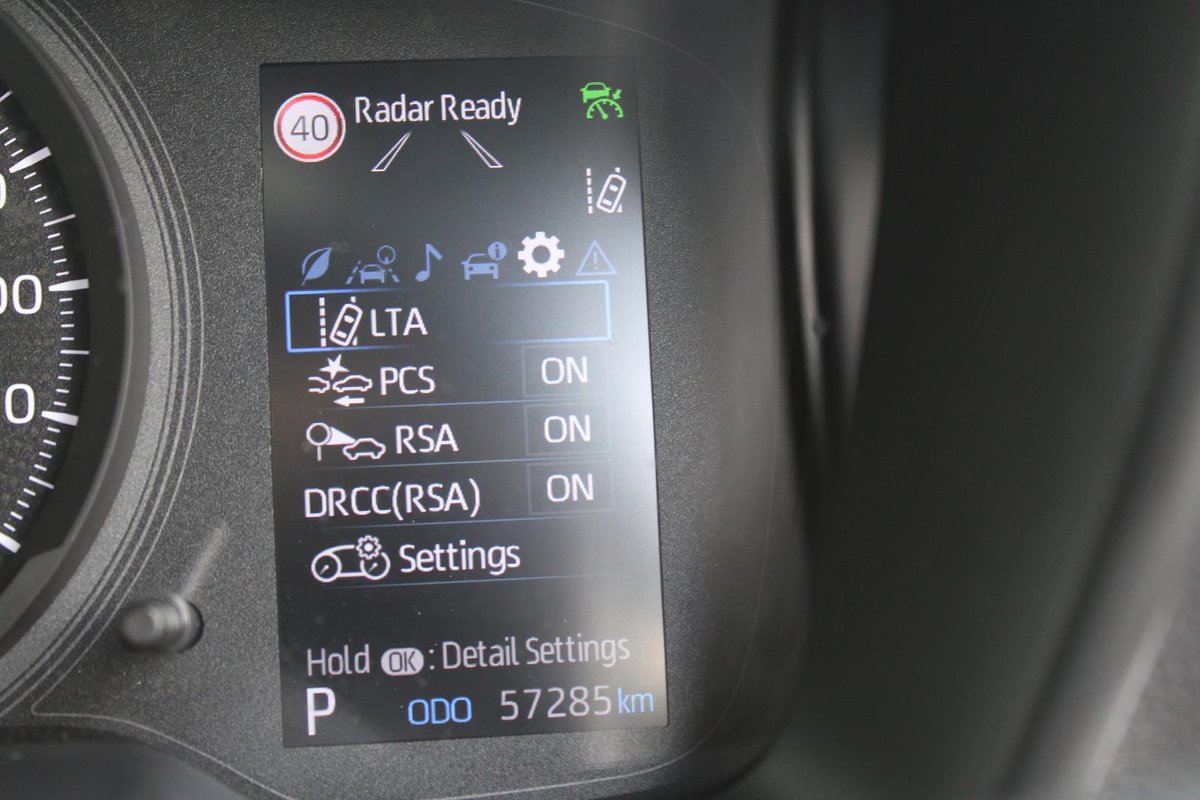 40 Radar Ready
LTA
PCS ON
RSA ON
DRCC(RSA) ON
Settings
Hold OK : Detail Settings
P ODO 57285 km